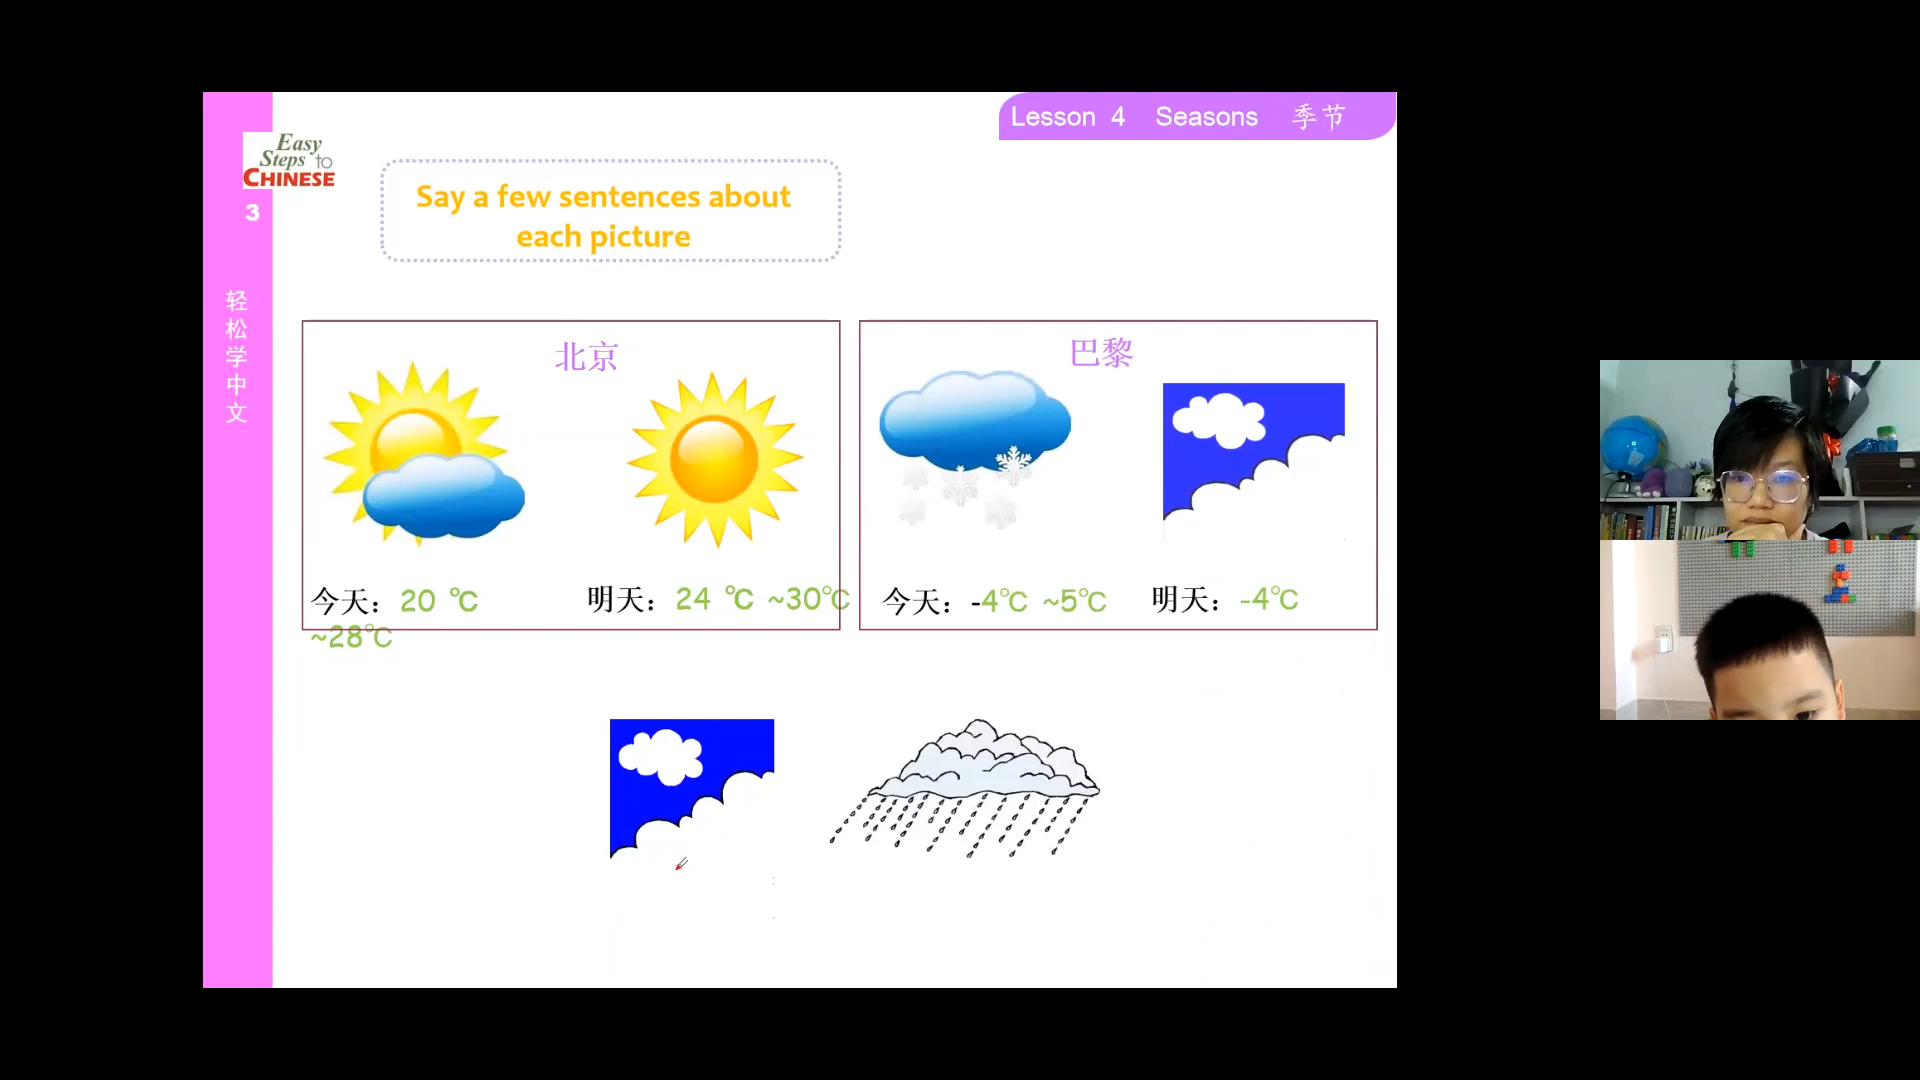 Lesson 4 Seasons 季节
Easy
Steps to
CHINESE
3
轻松学中文
Say a few sentences about
each picture
北京
今天：20 ℃
~28℃
明天：24 ℃ ~30℃
巴黎
今天：-4℃ ~5℃
明天：-4℃